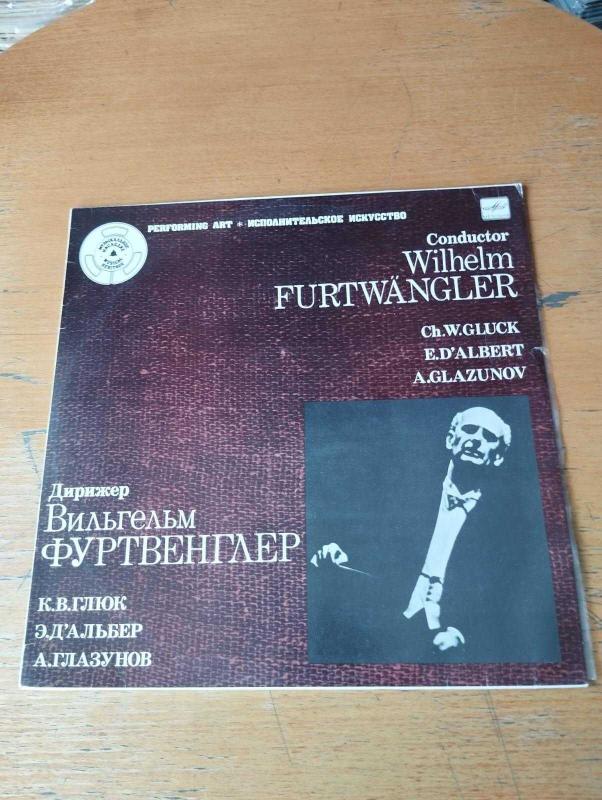 PERFORMING ART * ИСПОЛНИТЕЛЬСКОЕ ИСКУССТВО
Conductor
Wilhelm
FURTWÄNGLER
Ch.W.GLUCK
E.D'ALBERT
A.GLAZUNOV
Дирижер
Вильгельм
ФУРТВЕНГЛЕР
К.В.ГЛЮК
Э.Д'АЛЬБЕР
А.ГЛАЗУНОВ